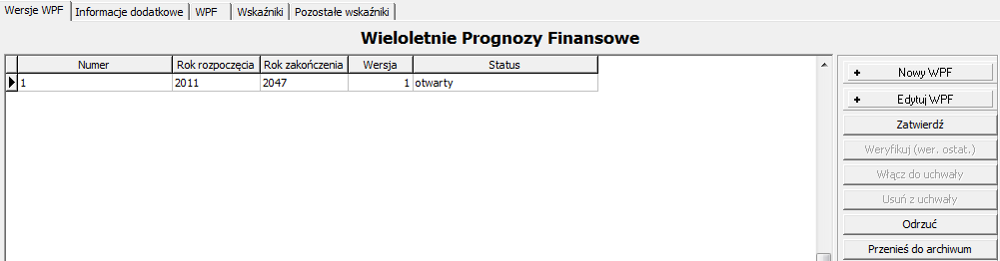 Wersje WPF Informacje dodatkowe WPF Wskaźniki Pozostałe wskaźniki
Wieloletnie Prognozy Finansowe
Numer Rok rozpoczęcia Rok zakończenia Wersja Status
1 2011 2047 1 otwarty
+ Nowy WPF
+ Edytuj WPF
Zatwierdź
Weryfikuj (wer. ostat.)
Włącz do uchwały
Usuń z uchwały
Odrzuć
Przenieś do archiwum